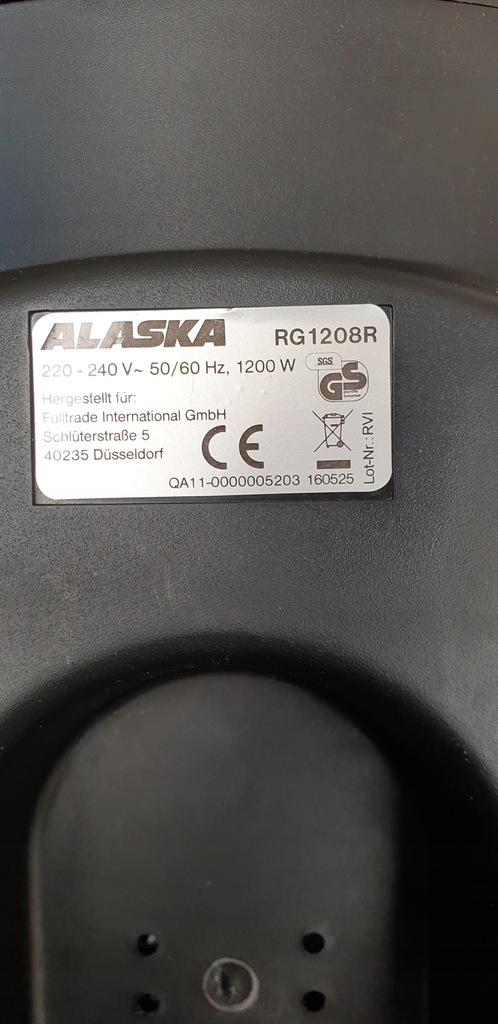 ALASKA RG1208R
220 - 240 V~ 50/60 Hz, 1200 W
SGS
GS
Hergestellt für:
Fulltrade International GmbH
Schlüterstraße 5
40235 Düsseldorf
CE
Lot-Nr.: RVI
QA11-0000005203 160525